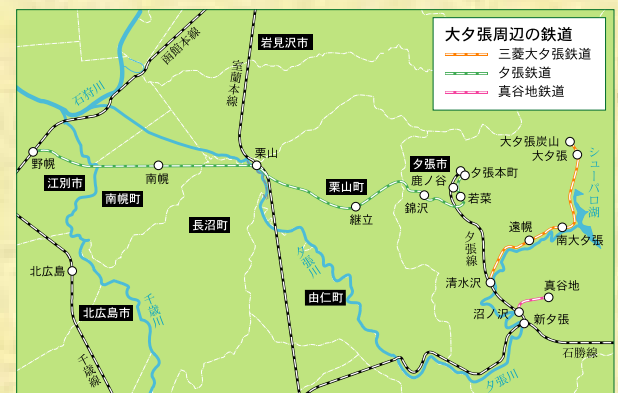 大夕張周辺の鉄道
三菱大夕張鉄道
夕張鉄道
真谷地鉄道
函館本線
岩見沢市
室蘭本線
石狩川
大夕張炭山
大夕張
シューパロ湖
野幌
江別市
南幌
南幌町
栗山
栗山町
継立
長沼町
夕張市
夕張本町
鹿ノ谷
若菜
錦沢
夕張線
遠幌
南大夕張
清水沢
真谷地
沼ノ沢
新夕張
石勝線
夕張川
由仁町
夕張川
北広島
北広島市
千歳川
千歳線